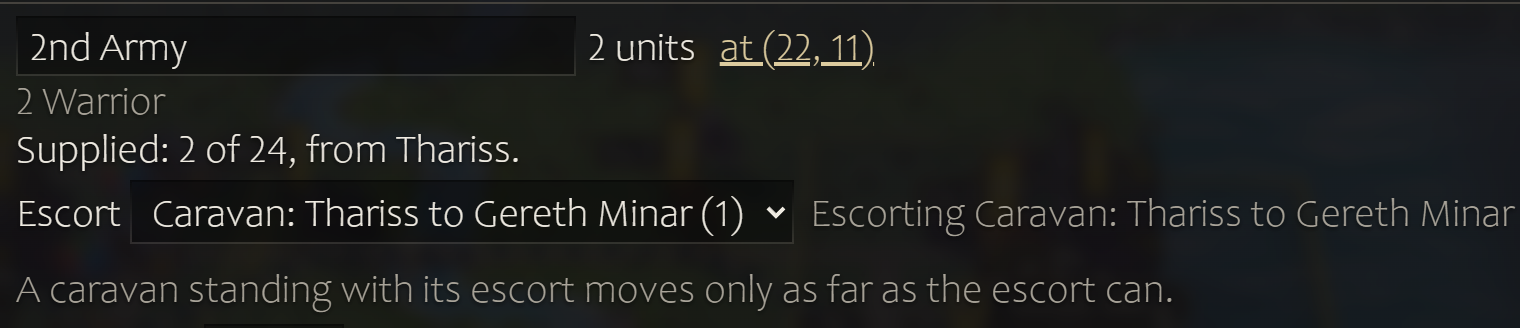 2nd Army 2 units at (22, 11)
2 Warrior
Supplied: 2 of 24, from Thariss.
Escort Caravan: Thariss to Gereth Minar (1) Escorting Caravan: Thariss to Gereth Minar
A caravan standing with its escort moves only as far as the escort can.